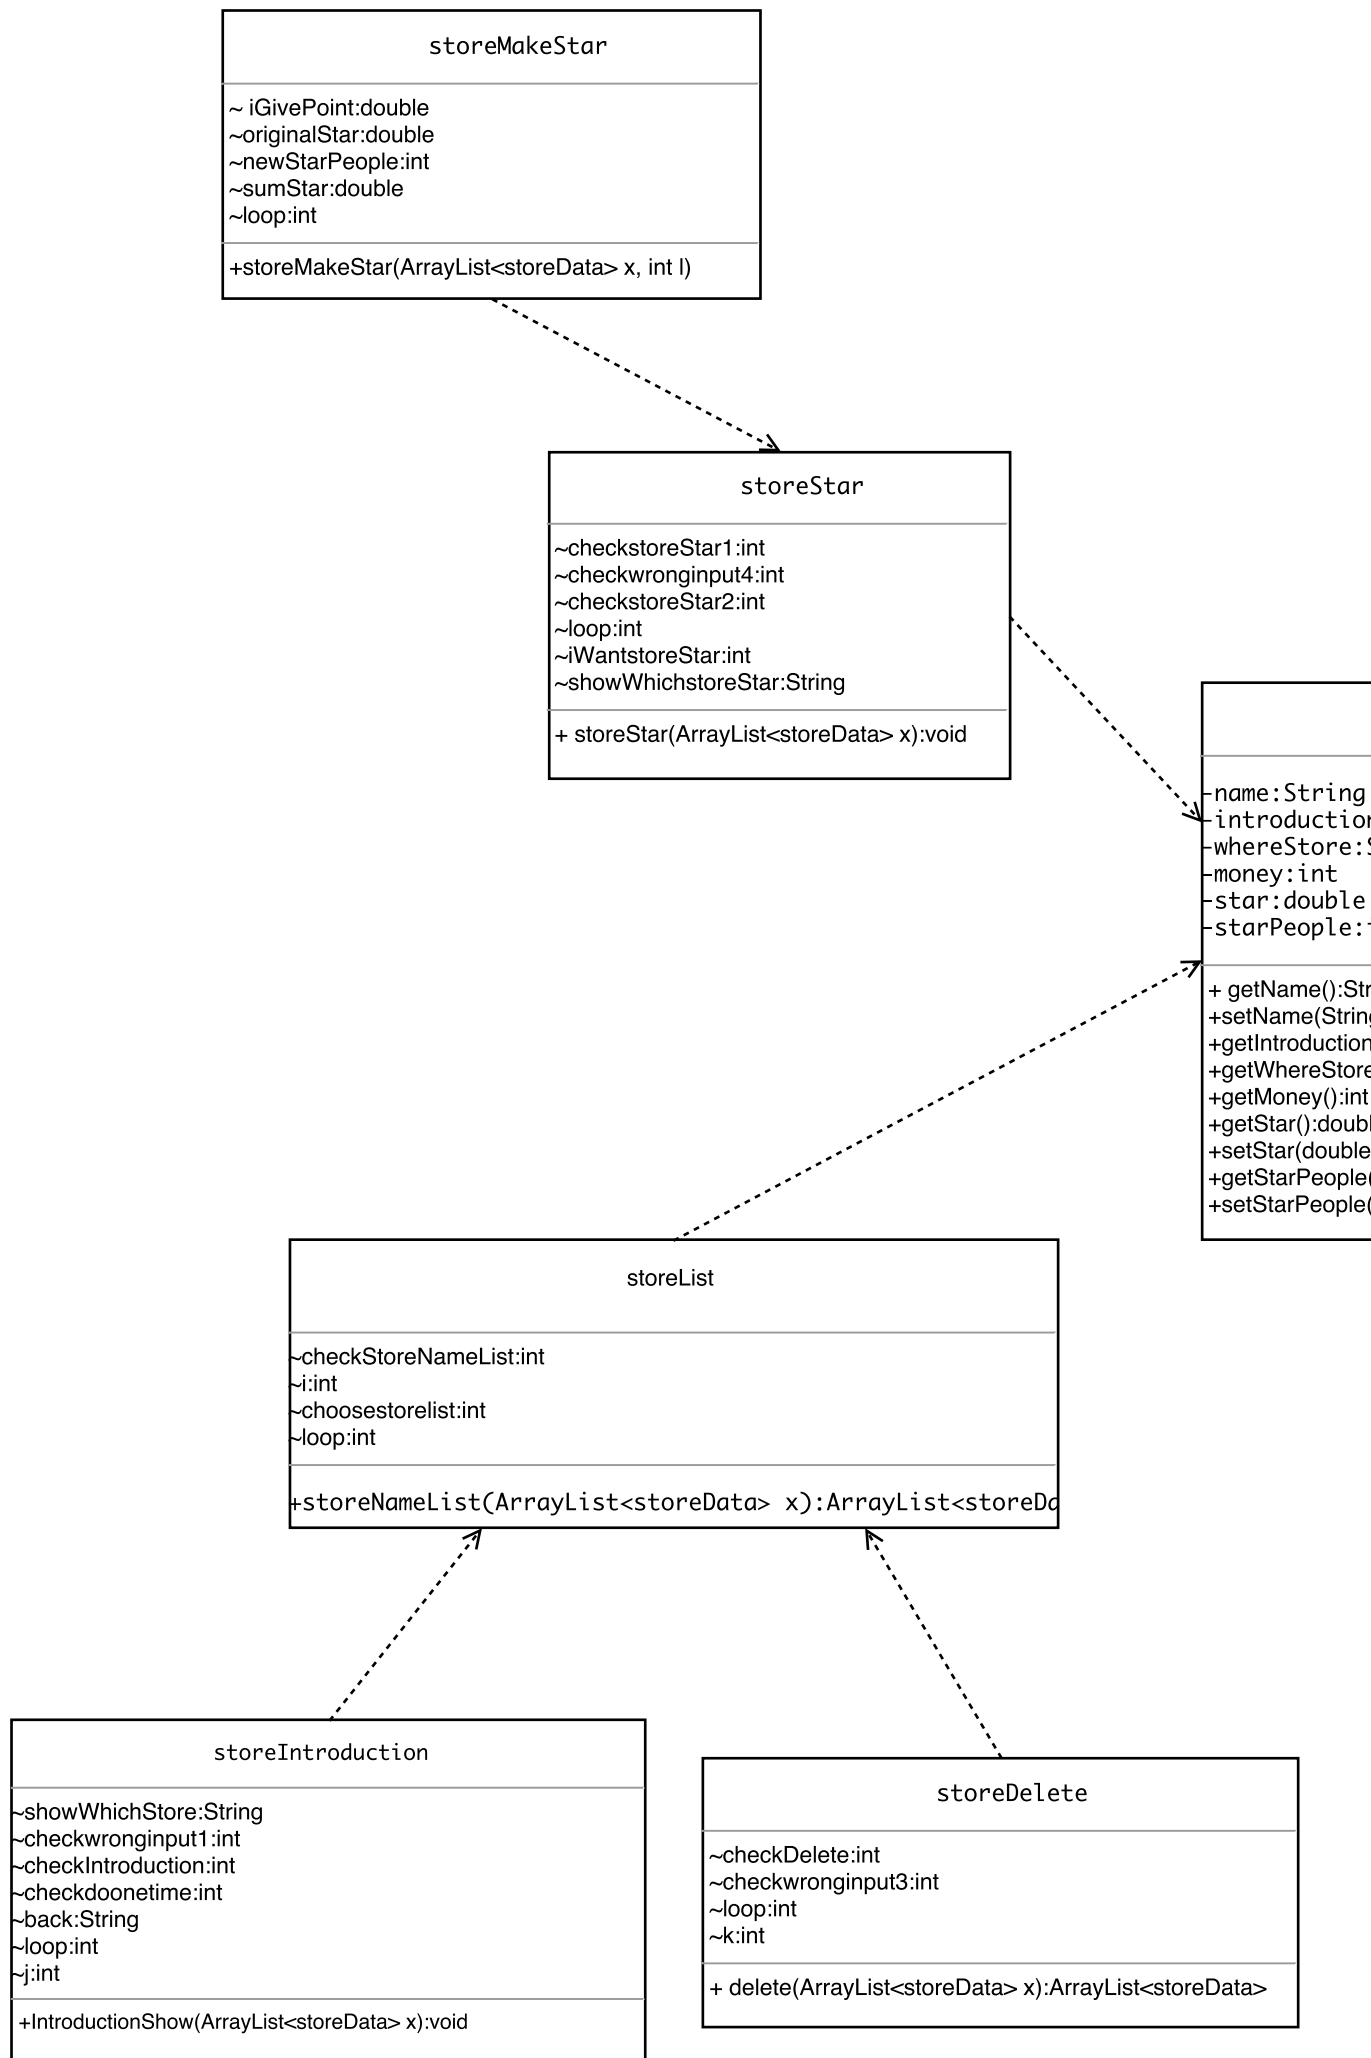 storeMakeStar
~ iGivePoint:double
~originalStar:double
~newStarPeople:int
~sumStar:double
~loop:int
+storeMakeStar(ArrayList<storeData> x, int l)
storeStar
~checkstoreStar1:int
~checkwronginput4:int
~checkstoreStar2:int
~loop:int
~iWantstoreStar:int
~showWhichstoreStar:String
+ storeStar(ArrayList<storeData> x):void
-name:String
-introduction
-whereStore:S
-money:int
-star:double
-starPeople:
+ getName():Str
+setName(String
+getIntroduction
+getWhereStore
+getMoney():int
+getStar():doubl
+setStar(double
+getStarPeople(
+setStarPeople(
storeList
~checkStoreNameList:int
~i:int
~choosestorelist:int
~loop:int
+storeNameList(ArrayList<storeData> x):ArrayList<storeDa
storeIntroduction
~showWhichStore:String
~checkwronginput1:int
~checkIntroduction:int
~checkdoonetime:int
~back:String
~loop:int
~j:int
+IntroductionShow(ArrayList<storeData> x):void
storeDelete
~checkDelete:int
~checkwronginput3:int
~loop:int
~k:int
+ delete(ArrayList<storeData> x):ArrayList<storeData>